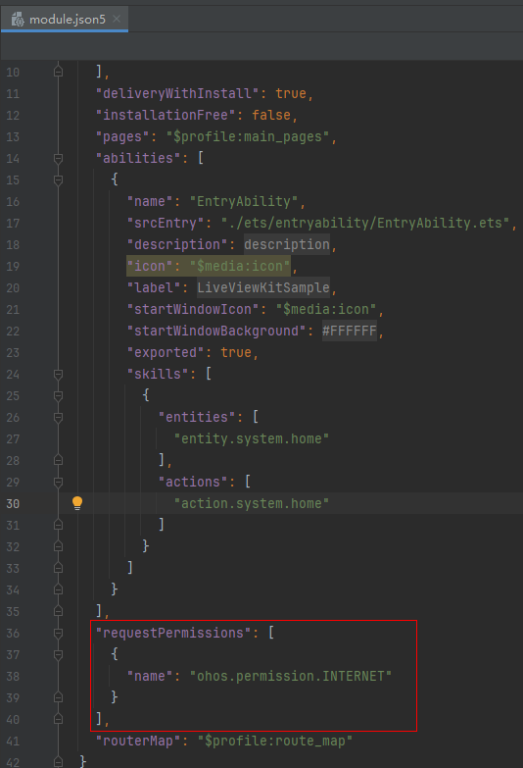 module.json5
10 ],
11 "deliveryWithInstall": true,
12 "installationFree": false,
13 "pages": "$profile:main_pages",
14 "abilities": [
15 {
16 "name": "EntryAbility",
17 "srcEntry": "./ets/entryability/EntryAbility.ets",
18 "description": description,
19 "icon": "$media:icon",
20 "label": LiveViewKitSample,
21 "startWindowIcon": "$media:icon",
22 "startWindowBackground": #FFFFFF,
23 "exported": true,
24 "skills": [
25 {
26 "entities": [
27 "entity.system.home"
28 ],
29 "actions": [
30 "action.system.home"
31 ]
32 }
33 ]
34 }
35 ],
36 "requestPermissions": [
37 {
38 "name": "ohos.permission.INTERNET"
39 }
40 ],
41 "routerMap": "$profile:route_map"
42 }